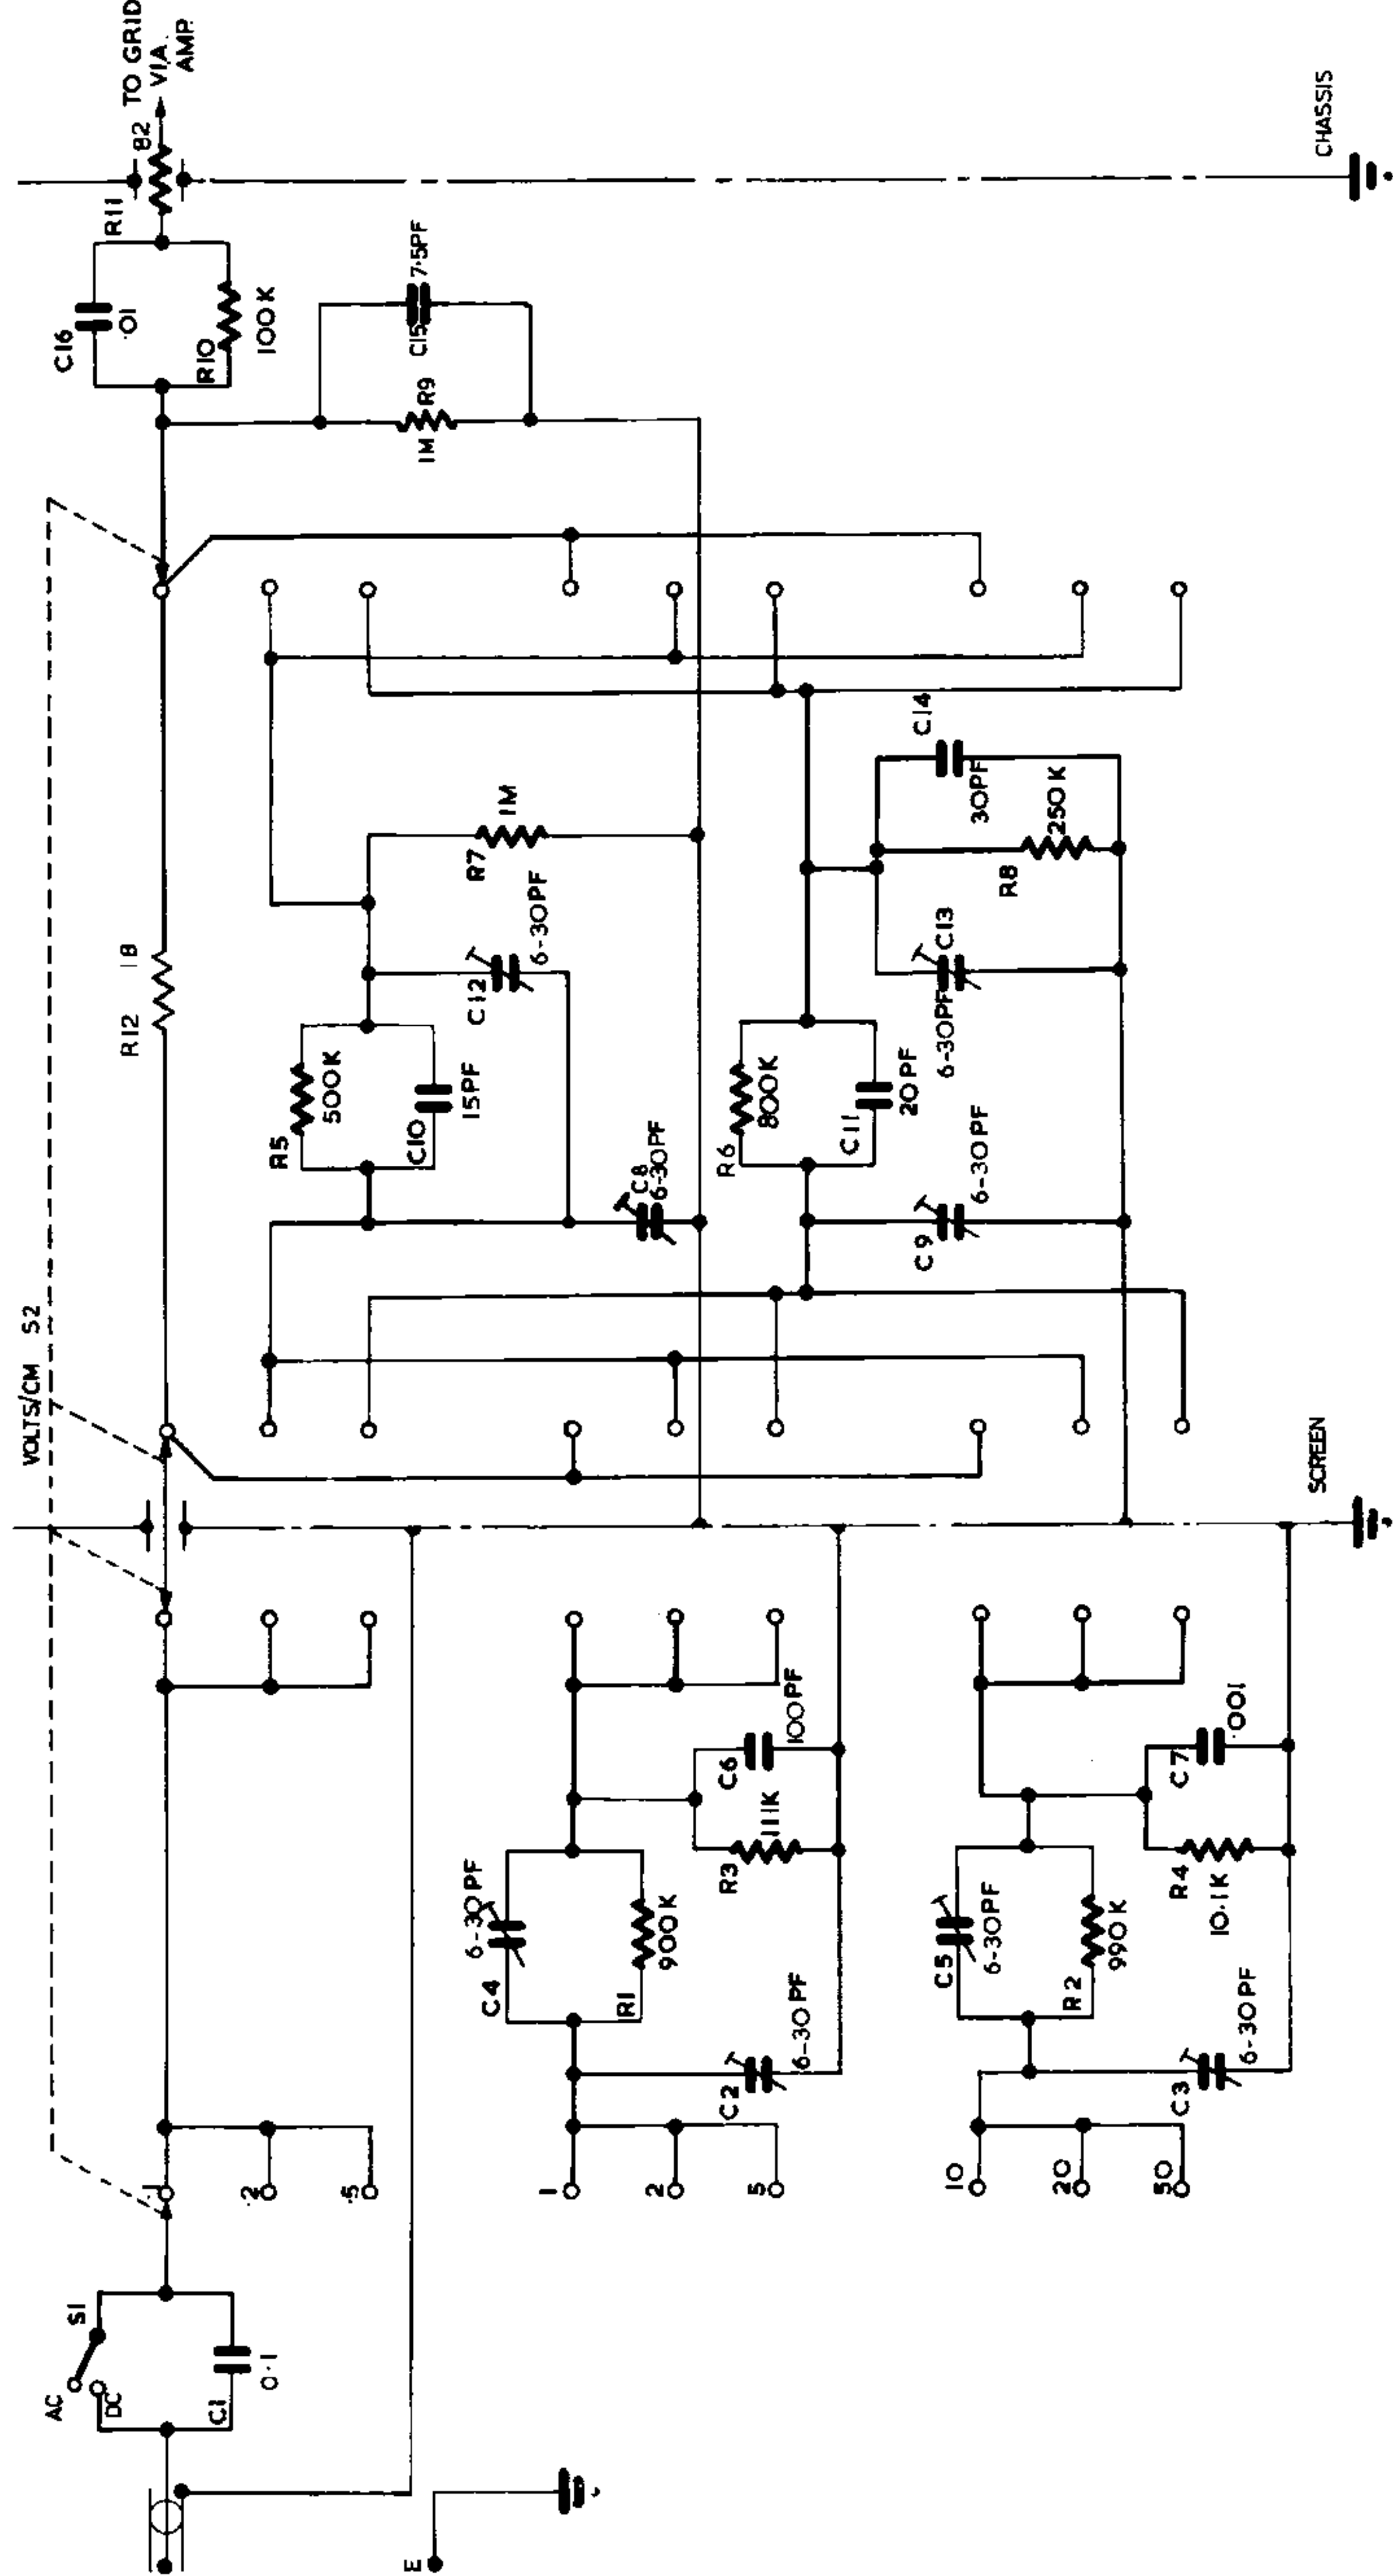 VOLTS/CM S2
AC
DC
S1
C1
0·1
E
.1
.2
.5
1
2
5
10
20
50
C4
6-30PF
R1
900K
C2
6-30PF
R3
111K
C6
100PF
C5
6-30PF
R2
990K
C3
6-30PF
R4
10.1K
C7
·001
SCREEN
R12 18
R5
500K
C10
15PF
C12
6-30PF
R7
1M
C8
6-30PF
R6
800K
C11
20PF
C9
6-30PF
6-30PF
C13
R8
250K
C14
30PF
C16
·01
R10
100K
R11
82
TO GRID
VIA.
AMP.
1M
R9
C15
7·5PF
CHASSIS